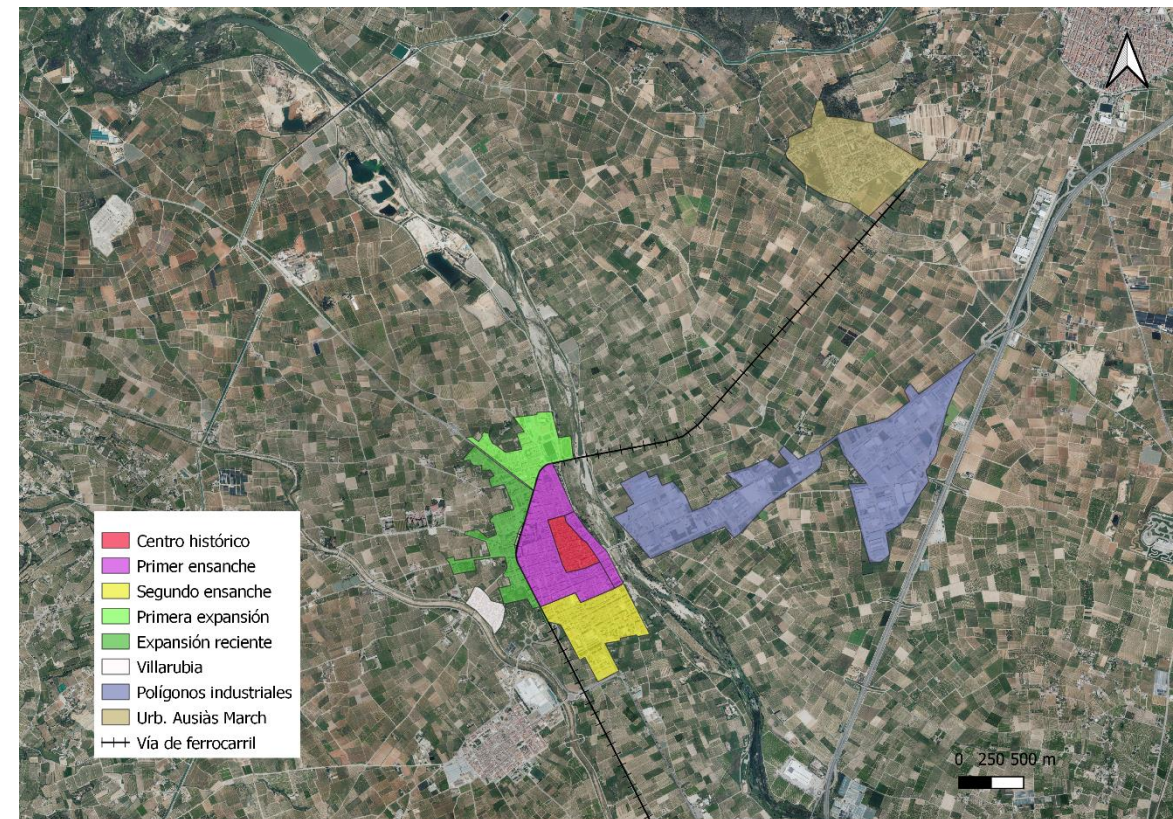 Centro histórico
Primer ensanche
Segundo ensanche
Primera expansión
Expansión reciente
Villarubia
Polígonos industriales
Urb. Ausiàs March
Vía de ferrocarril
0 250 500 m